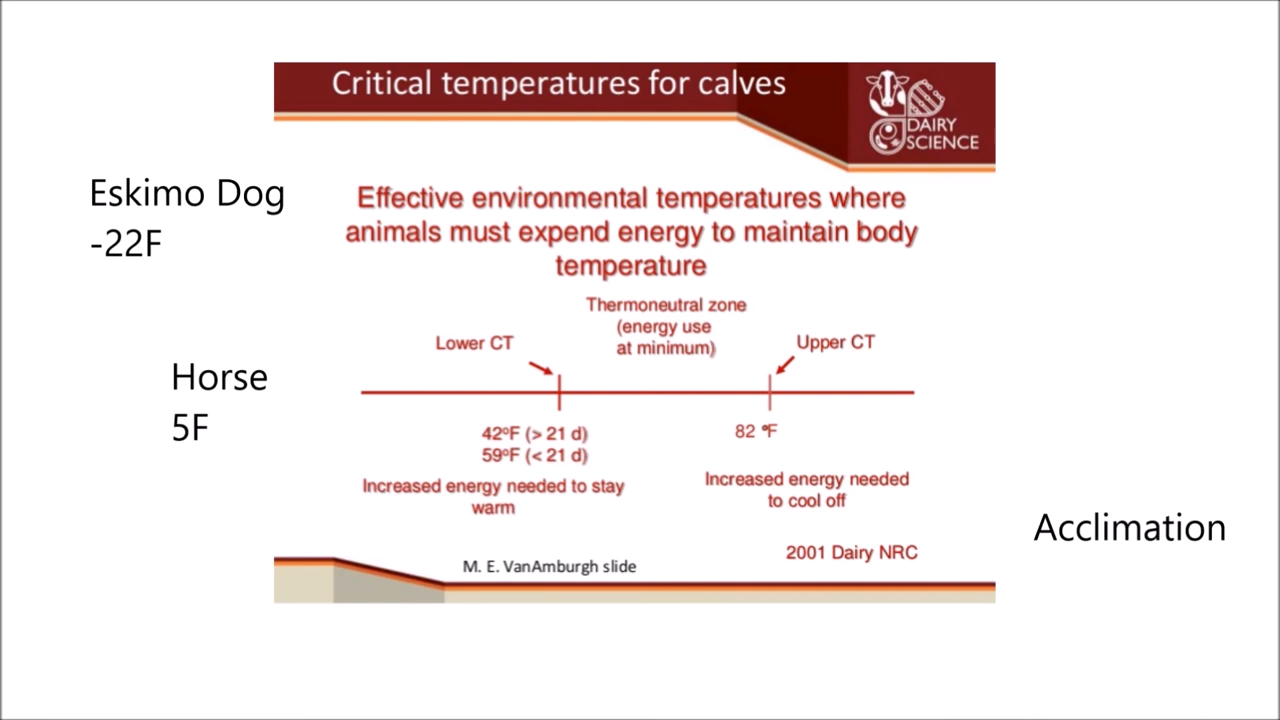 Critical temperatures for calves
DAIRY
SCIENCE
Eskimo Dog
-22F
Effective environmental temperatures where
animals must expend energy to maintain body
temperature
Thermoneutral zone
(energy use
at minimum)
Lower CT
Upper CT
Horse
5F
42ºF (> 21 d)
59ºF (< 21 d)
82 ºF
Increased energy needed to stay
warm
Increased energy needed
to cool off
Acclimation
2001 Dairy NRC
M. E. VanAmburgh slide